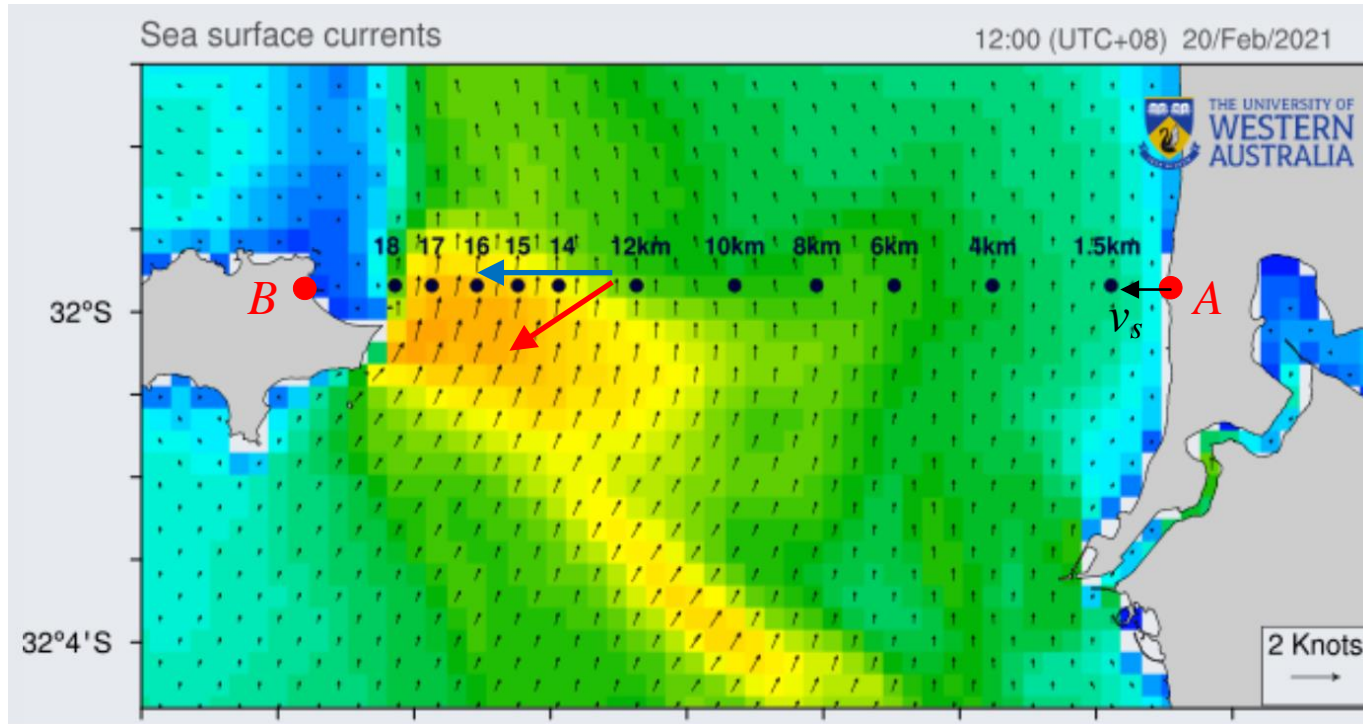 Sea surface currents
12:00 (UTC+08) 20/Feb/2021
THE UNIVERSITY OF
WESTERN
AUSTRALIA
18 17 16 15 14 12km 10km 8km 6km 4km 1.5km
32°S
B
A
vs
32°4'S
2 Knots